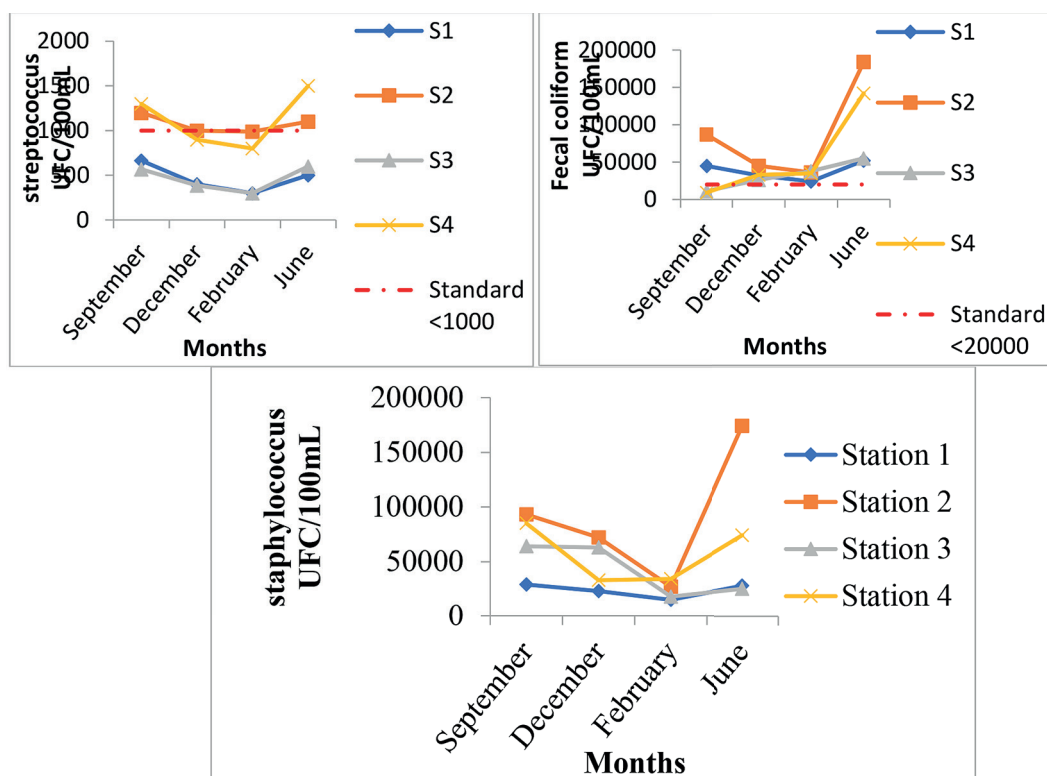 streptococcus
UFC/100mL
2000
1500
1000
500
0
September
December
February
June
Months
S1
S2
S3
S4
Standard
<1000
Fecal coliform
UFC/100mL
200000
150000
100000
50000
0
September
December
February
June
Months
S1
S2
S3
S4
Standard
<20000
staphylococcus
UFC/100mL
200000
150000
100000
50000
0
September
December
February
June
Months
Station 1
Station 2
Station 3
Station 4